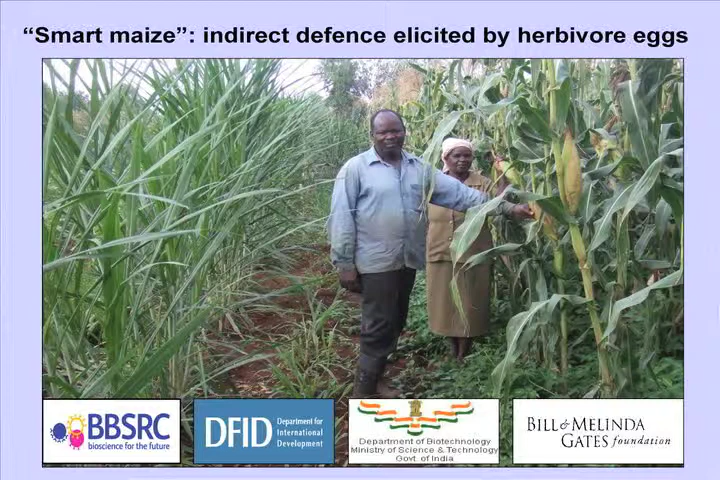 “Smart maize”: indirect defence elicited by herbivore eggs
BBSRC
bioscience for the future
DFID
Department for
International
Development
Department of Biotechnology
Ministry of Science & Technology
Govt. of India
BILL & MELINDA
GATES foundation